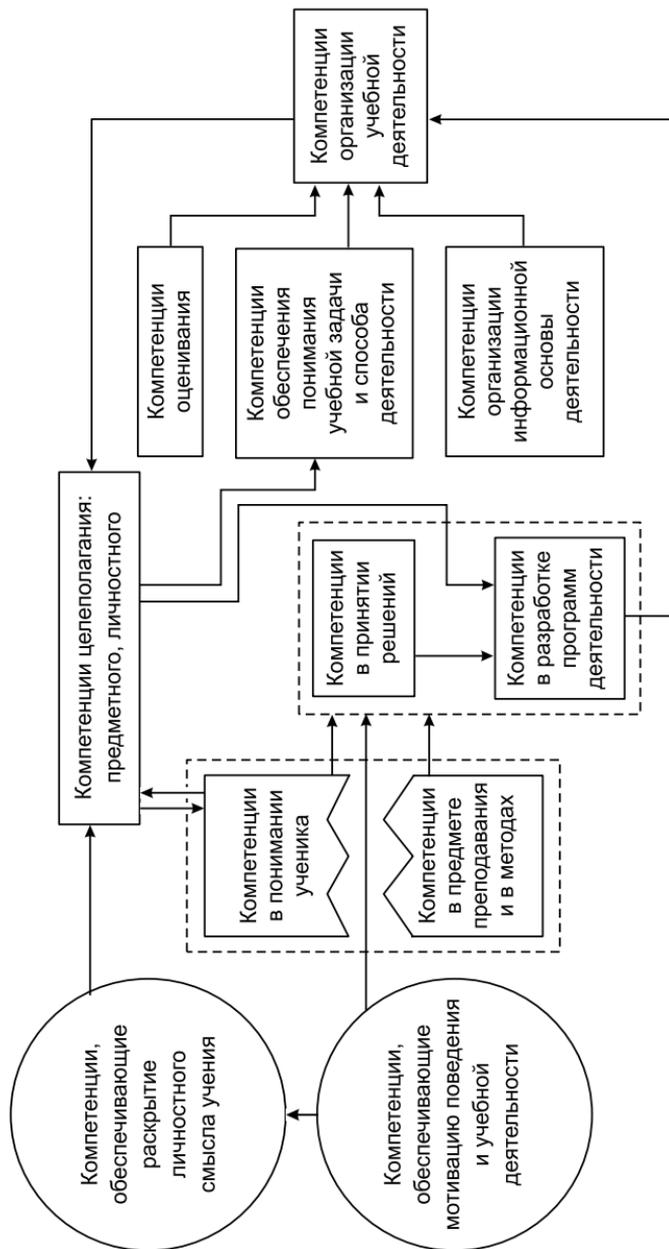 Компетенции,
обеспечивающие
раскрытие
личностного
смысла учения
Компетенции,
обеспечивающие
мотивацию поведения
и учебной
деятельности
Компетенции целеполагания:
предметного, личностного
Компетенции
в понимании
ученика
Компетенции
в предмете
преподавания
и в методах
Компетенции
в принятии
решений
Компетенции
в разработке
программ
деятельности
Компетенции
оценивания
Компетенции
обеспечения
понимания
учебной задачи
и способа
деятельности
Компетенции
организации
информационной
основы
деятельности
Компетенции
организации
учебной
деятельности